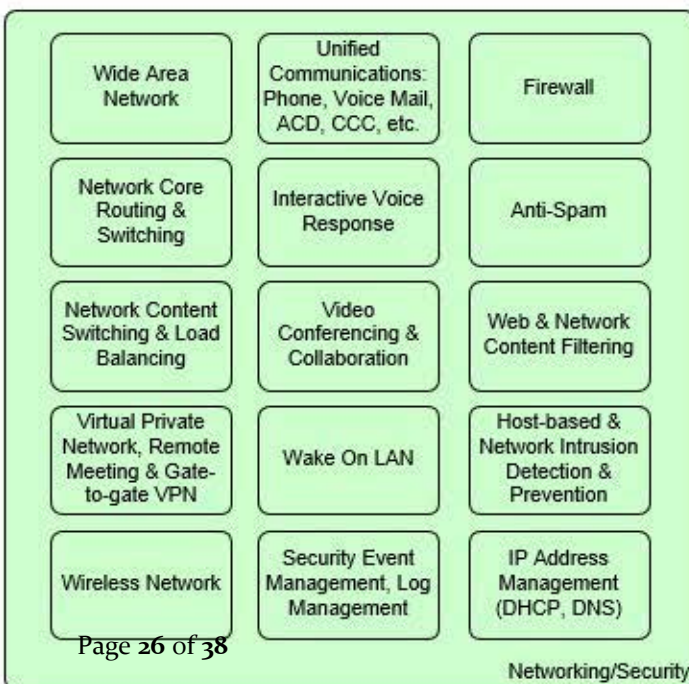 Wide Area
Network
Unified
Communications:
Phone, Voice Mail,
ACD, CCC, etc.
Firewall
Network Core
Routing &
Switching
Interactive Voice
Response
Anti-Spam
Network Content
Switching & Load
Balancing
Video
Conferencing &
Collaboration
Web & Network
Content Filtering
Virtual Private
Network, Remote
Meeting & Gate-
to-gate VPN
Wake On LAN
Host-based &
Network Intrusion
Detection &
Prevention
Wireless Network
Security Event
Management, Log
Management
IP Address
Management
(DHCP, DNS)
Page 26 of 38
Networking/Security